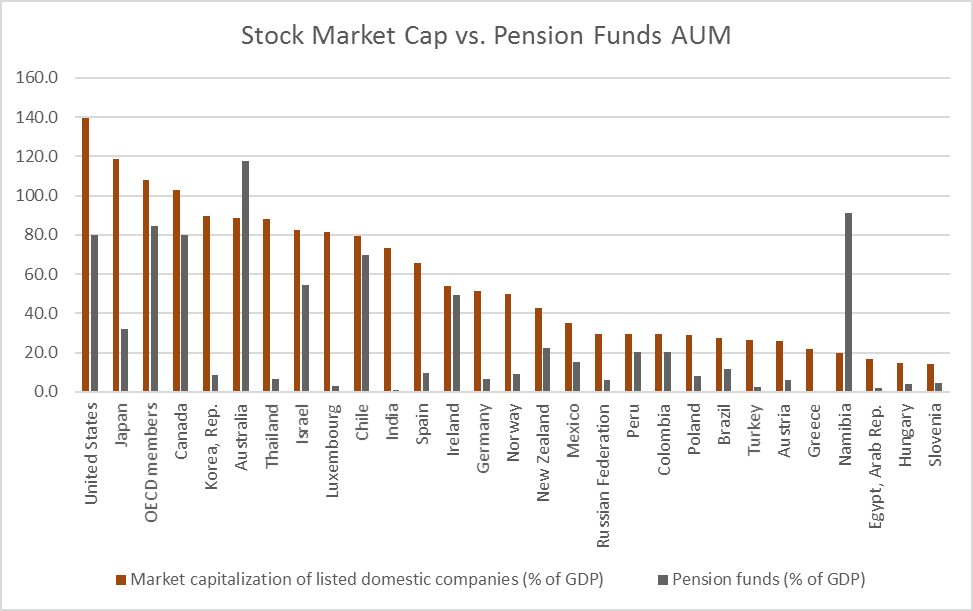 Stock Market Cap vs. Pension Funds AUM
160.0
140.0
120.0
100.0
80.0
60.0
40.0
20.0
0.0
United States
Japan
OECD members
Canada
Korea, Rep.
Australia
Thailand
Israel
Luxembourg
Chile
India
Spain
Ireland
Germany
Norway
New Zealand
Mexico
Russian Federation
Peru
Colombia
Poland
Brazil
Turkey
Austria
Greece
Namibia
Egypt, Arab Rep.
Hungary
Slovenia
Market capitalization of listed domestic companies (% of GDP)
Pension funds (% of GDP)